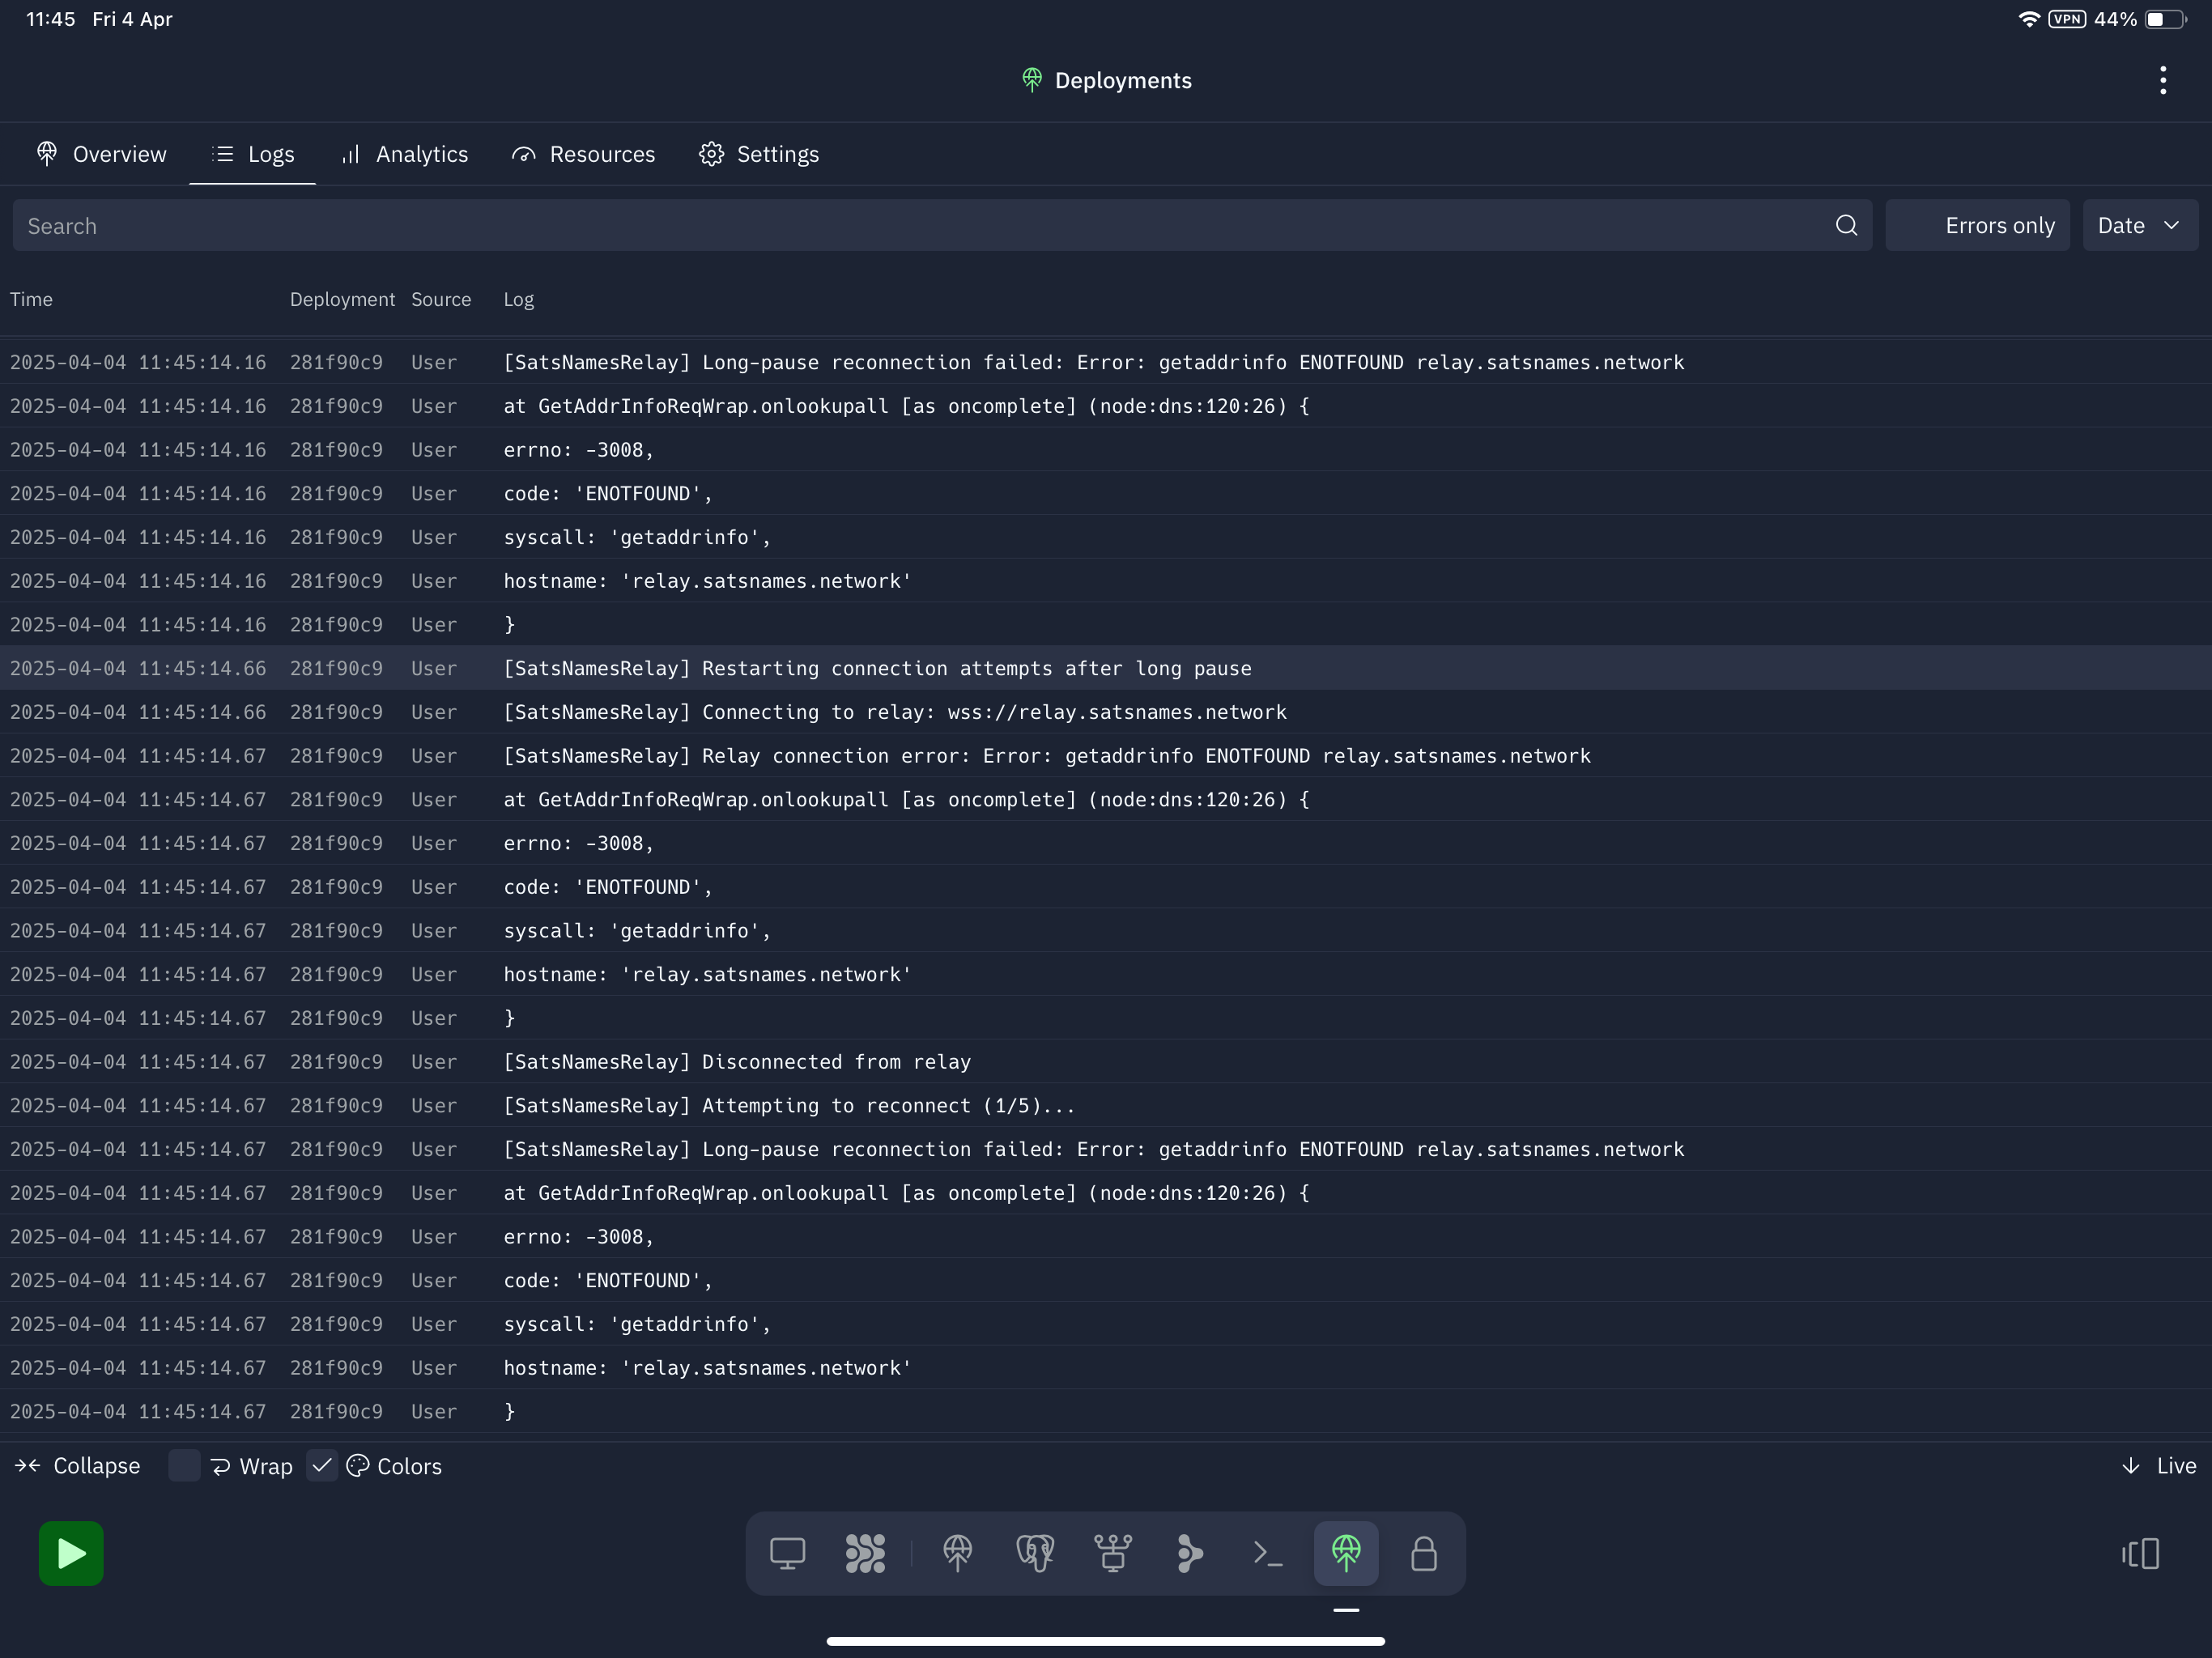 11:45 Fri 4 Apr
VPN 44%
Deployments
Overview Logs Analytics Resources Settings
Search Errors only Date
Time Deployment Source Log
2025-04-04 11:45:14.16 281f90c9 User [SatsNamesRelay] Long-pause reconnection failed: Error: getaddrinfo ENOTFOUND relay.satsnames.network
2025-04-04 11:45:14.16 281f90c9 User at GetAddrInfoReqWrap.onlookupall [as oncomplete] (node:dns:120:26) {
2025-04-04 11:45:14.16 281f90c9 User errno: -3008,
2025-04-04 11:45:14.16 281f90c9 User code: 'ENOTFOUND',
2025-04-04 11:45:14.16 281f90c9 User syscall: 'getaddrinfo',
2025-04-04 11:45:14.16 281f90c9 User hostname: 'relay.satsnames.network'
2025-04-04 11:45:14.16 281f90c9 User }
2025-04-04 11:45:14.66 281f90c9 User [SatsNamesRelay] Restarting connection attempts after long pause
2025-04-04 11:45:14.66 281f90c9 User [SatsNamesRelay] Connecting to relay: wss://relay.satsnames.network
2025-04-04 11:45:14.67 281f90c9 User [SatsNamesRelay] Relay connection error: Error: getaddrinfo ENOTFOUND relay.satsnames.network
2025-04-04 11:45:14.67 281f90c9 User at GetAddrInfoReqWrap.onlookupall [as oncomplete] (node:dns:120:26) {
2025-04-04 11:45:14.67 281f90c9 User errno: -3008,
2025-04-04 11:45:14.67 281f90c9 User code: 'ENOTFOUND',
2025-04-04 11:45:14.67 281f90c9 User syscall: 'getaddrinfo',
2025-04-04 11:45:14.67 281f90c9 User hostname: 'relay.satsnames.network'
2025-04-04 11:45:14.67 281f90c9 User }
2025-04-04 11:45:14.67 281f90c9 User [SatsNamesRelay] Disconnected from relay
2025-04-04 11:45:14.67 281f90c9 User [SatsNamesRelay] Attempting to reconnect (1/5)...
2025-04-04 11:45:14.67 281f90c9 User [SatsNamesRelay] Long-pause reconnection failed: Error: getaddrinfo ENOTFOUND relay.satsnames.network
2025-04-04 11:45:14.67 281f90c9 User at GetAddrInfoReqWrap.onlookupall [as oncomplete] (node:dns:120:26) {
2025-04-04 11:45:14.67 281f90c9 User errno: -3008,
2025-04-04 11:45:14.67 281f90c9 User code: 'ENOTFOUND',
2025-04-04 11:45:14.67 281f90c9 User syscall: 'getaddrinfo',
2025-04-04 11:45:14.67 281f90c9 User hostname: 'relay.satsnames.network'
2025-04-04 11:45:14.67 281f90c9 User }
Collapse Wrap Colors Live